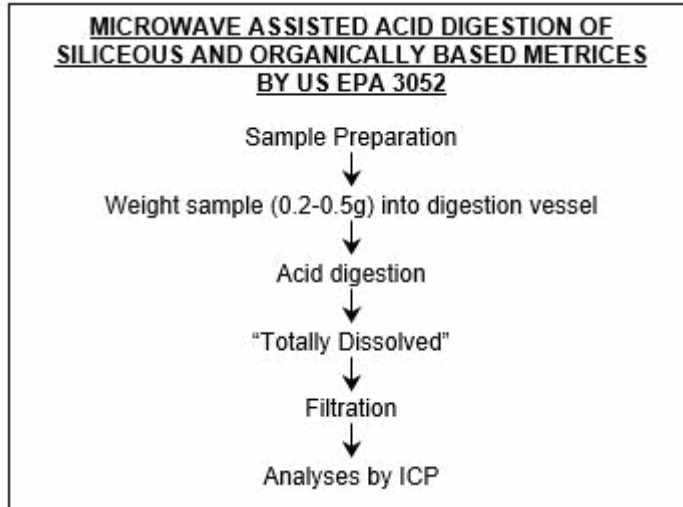 MICROWAVE ASSISTED ACID DIGESTION OF
SILICEOUS AND ORGANICALLY BASED METRICES
BY US EPA 3052
Sample Preparation
Weight sample (0.2-0.5g) into digestion vessel
Acid digestion
“Totally Dissolved”
Filtration
Analyses by ICP